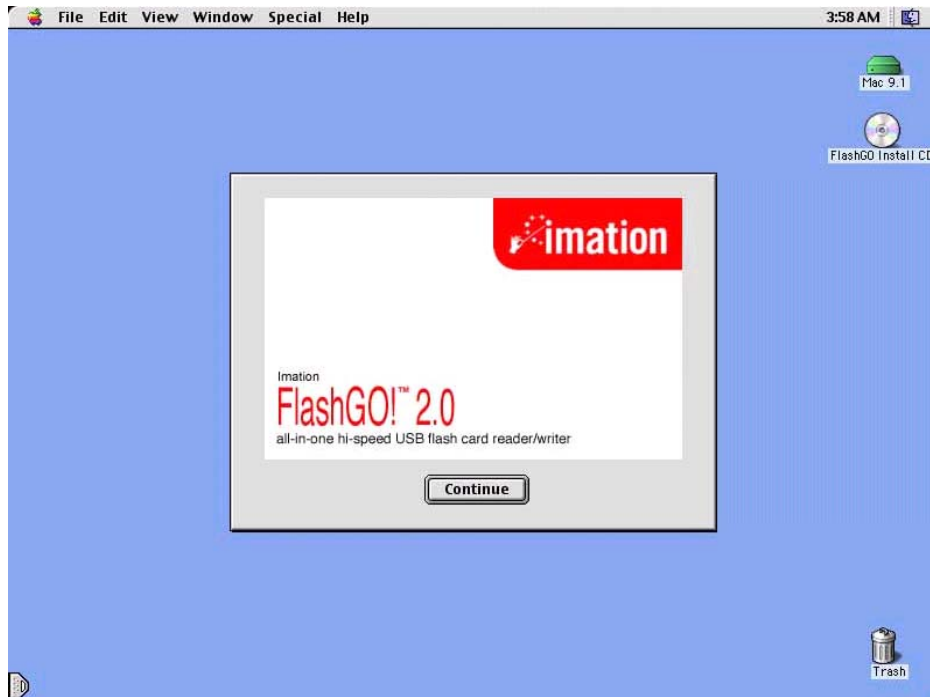 File Edit View Window Special Help 3:58 AM
Mac 9.1
FlashGO Install CD
imation
Imation
FlashGO!™ 2.0
all-in-one hi-speed USB flash card reader/writer
Continue
Trash